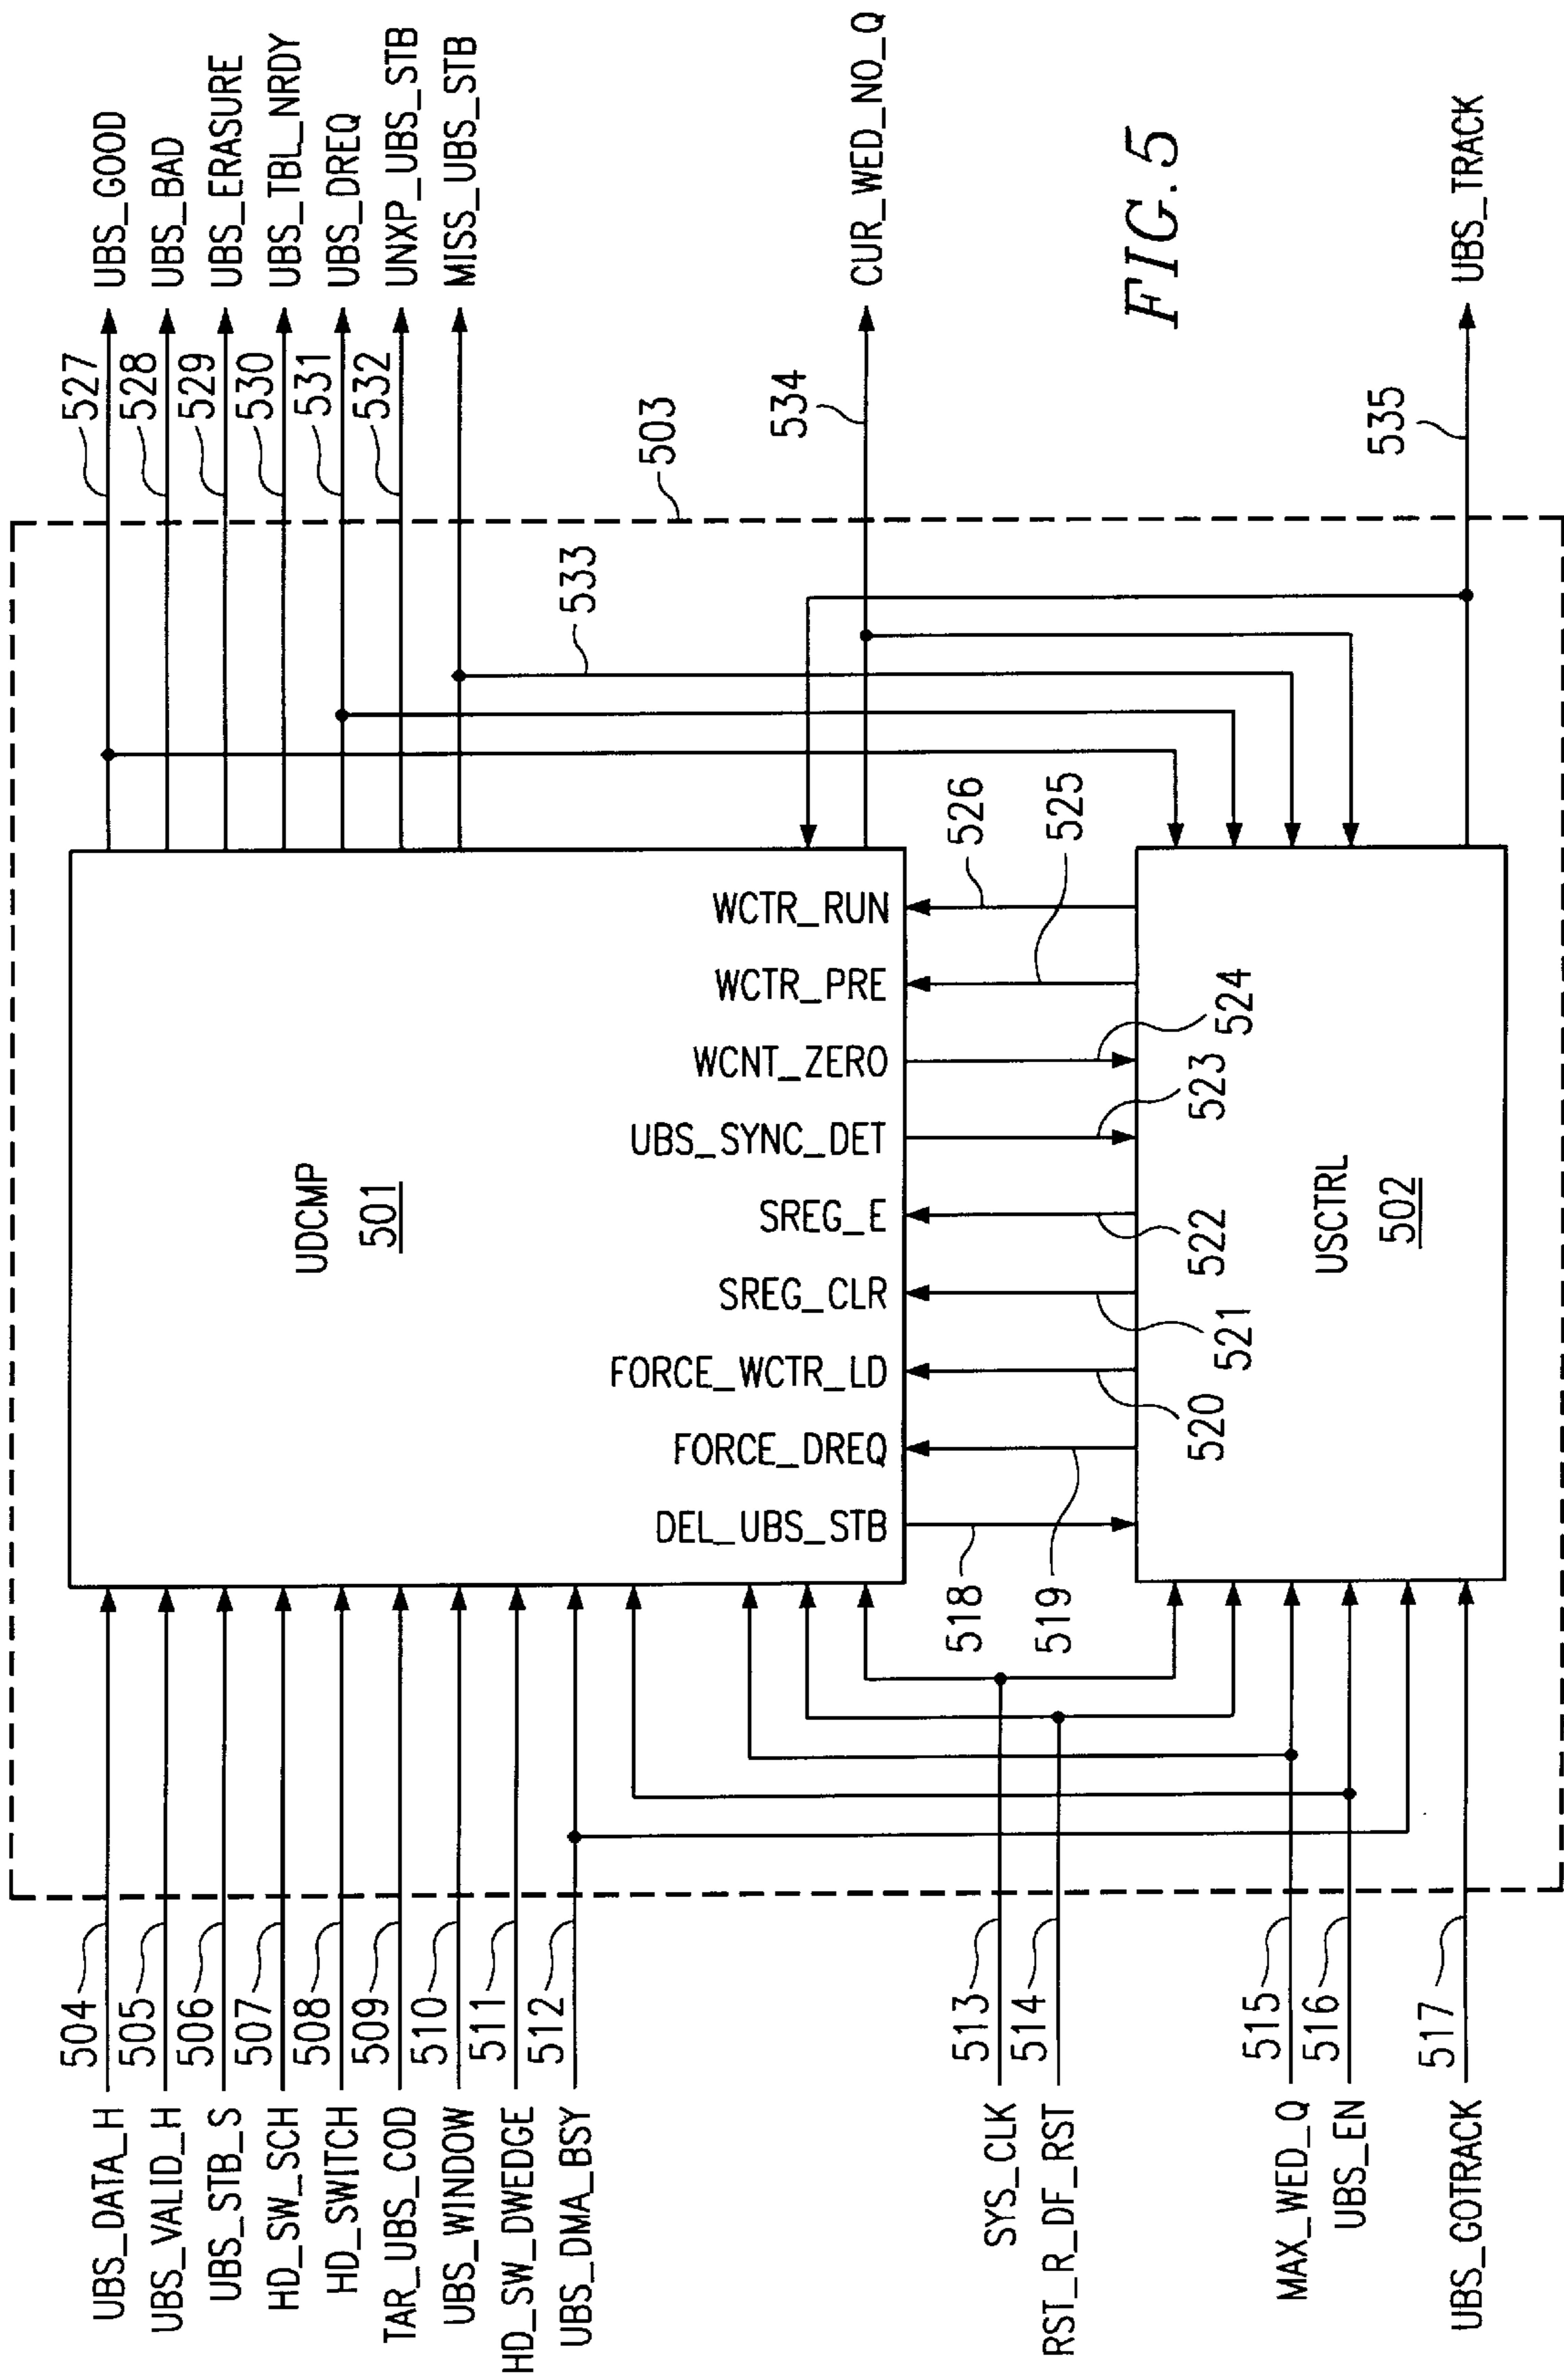 UBS_DATA_H 504
UBS_VALID_H 505
UBS_STB_S 506
HD_SW_SCH 507
HD_SWITCH 508
TAR_UBS_COD 509
UBS_WINDOW 510
HD_SW_DWEDGE 511
UBS_DMA_BSY 512
SYS_CLK 513
RST_R_DF_RST 514
MAX_WED_Q 515
UBS_EN 516
UBS_GOTRACK 517
UDCMP
501
DEL_UBS_STB
FORCE_DREQ
FORCE_WCTR_LD
SREG_CLR
SREG_E
UBS_SYNC_DET
WCNT_ZERO
WCTR_PRE
WCTR_RUN
518
519
520
521
522
523
524
525
526
USCTRL
502
533
503
527 UBS_GOOD
528 UBS_BAD
529 UBS_ERASURE
530 UBS_TBL_NRDY
531 UBS_DREQ
532 UNXP_UBS_STB
MISS_UBS_STB
534 CUR_WED_NO_Q
535 UBS_TRACK
FIG.5